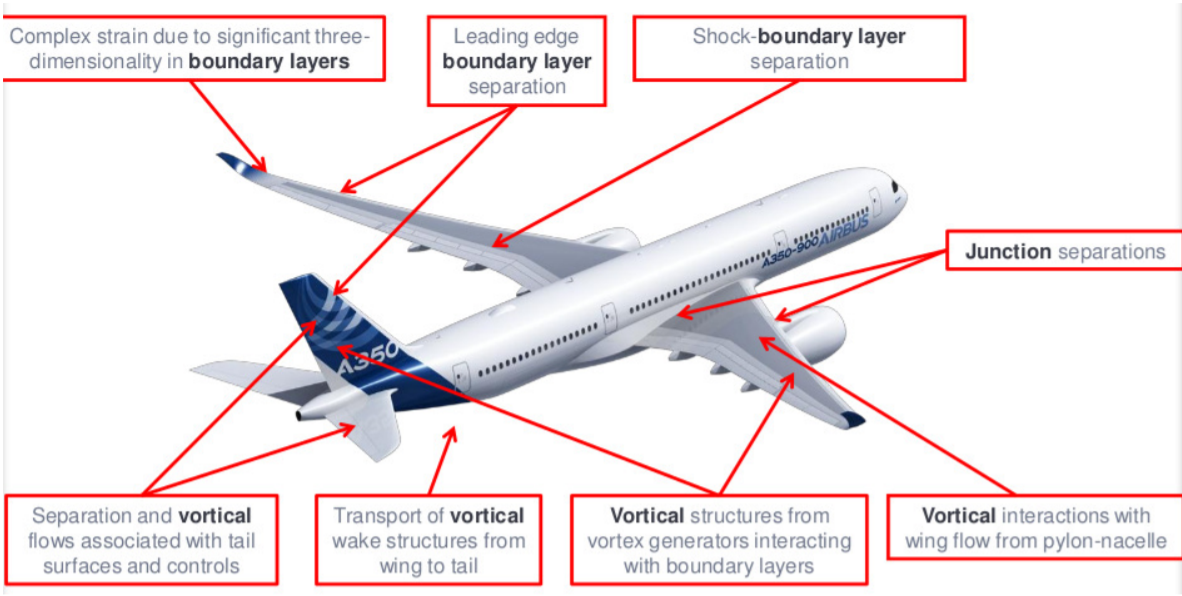 Complex strain due to significant three-
dimensionality in boundary layers
Leading edge
boundary layer
separation
Shock-boundary layer
separation
Junction separations
A350-900 AIRBUS
A350
Separation and vortical
flows associated with tail
surfaces and controls
Transport of vortical
wake structures from
wing to tail
Vortical structures from
vortex generators interacting
with boundary layers
Vortical interactions with
wing flow from pylon-nacelle